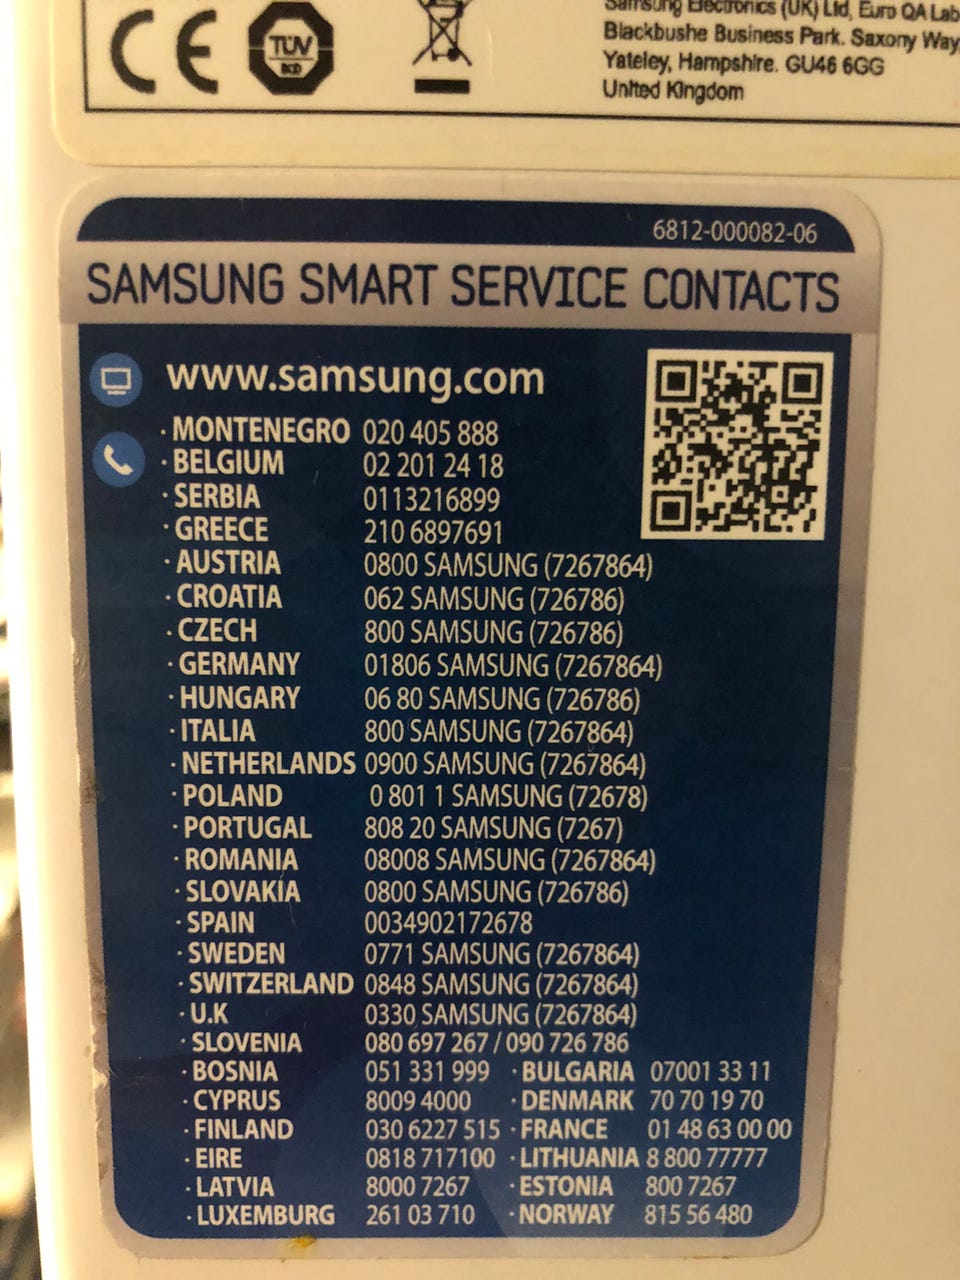 CE
TÜV
Samsung Electronics (UK) Ltd, Euro QA Lab
Blackbushe Business Park. Saxony Way,
Yateley, Hampshire. GU46 6GG
United Kingdom
6812-000082-06
SAMSUNG SMART SERVICE CONTACTS
www.samsung.com
· MONTENEGRO 020 405 888
· BELGIUM 02 201 24 18
· SERBIA 0113216899
· GREECE 210 6897691
· AUSTRIA 0800 SAMSUNG (7267864)
· CROATIA 062 SAMSUNG (726786)
· CZECH 800 SAMSUNG (726786)
· GERMANY 01806 SAMSUNG (7267864)
· HUNGARY 06 80 SAMSUNG (726786)
· ITALIA 800 SAMSUNG (7267864)
· NETHERLANDS 0900 SAMSUNG (7267864)
· POLAND 0 801 1 SAMSUNG (72678)
· PORTUGAL 808 20 SAMSUNG (7267)
· ROMANIA 08008 SAMSUNG (7267864)
· SLOVAKIA 0800 SAMSUNG (726786)
· SPAIN 0034902172678
· SWEDEN 0771 SAMSUNG (7267864)
· SWITZERLAND 0848 SAMSUNG (7267864)
· U.K 0330 SAMSUNG (7267864)
· SLOVENIA 080 697 267 / 090 726 786
· BOSNIA 051 331 999 · BULGARIA 07001 33 11
· CYPRUS 8009 4000 · DENMARK 70 70 19 70
· FINLAND 030 6227 515 · FRANCE 01 48 63 00 00
· EIRE 0818 717100 · LITHUANIA 8 800 77777
· LATVIA 8000 7267 · ESTONIA 800 7267
· LUXEMBURG 261 03 710 · NORWAY 815 56 480